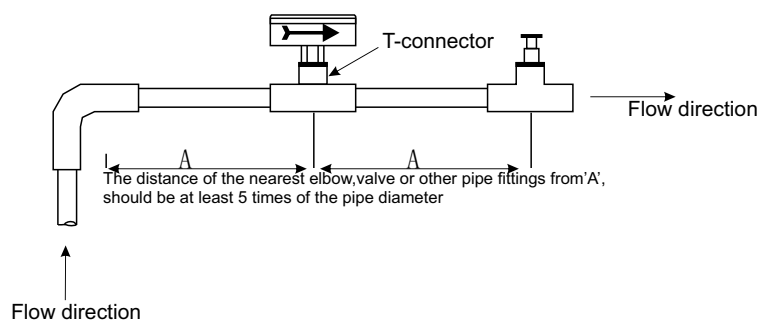 T-connector
Flow direction
A A
The distance of the nearest elbow,valve or other pipe fittings from'A',
should be at least 5 times of the pipe diameter
Flow direction